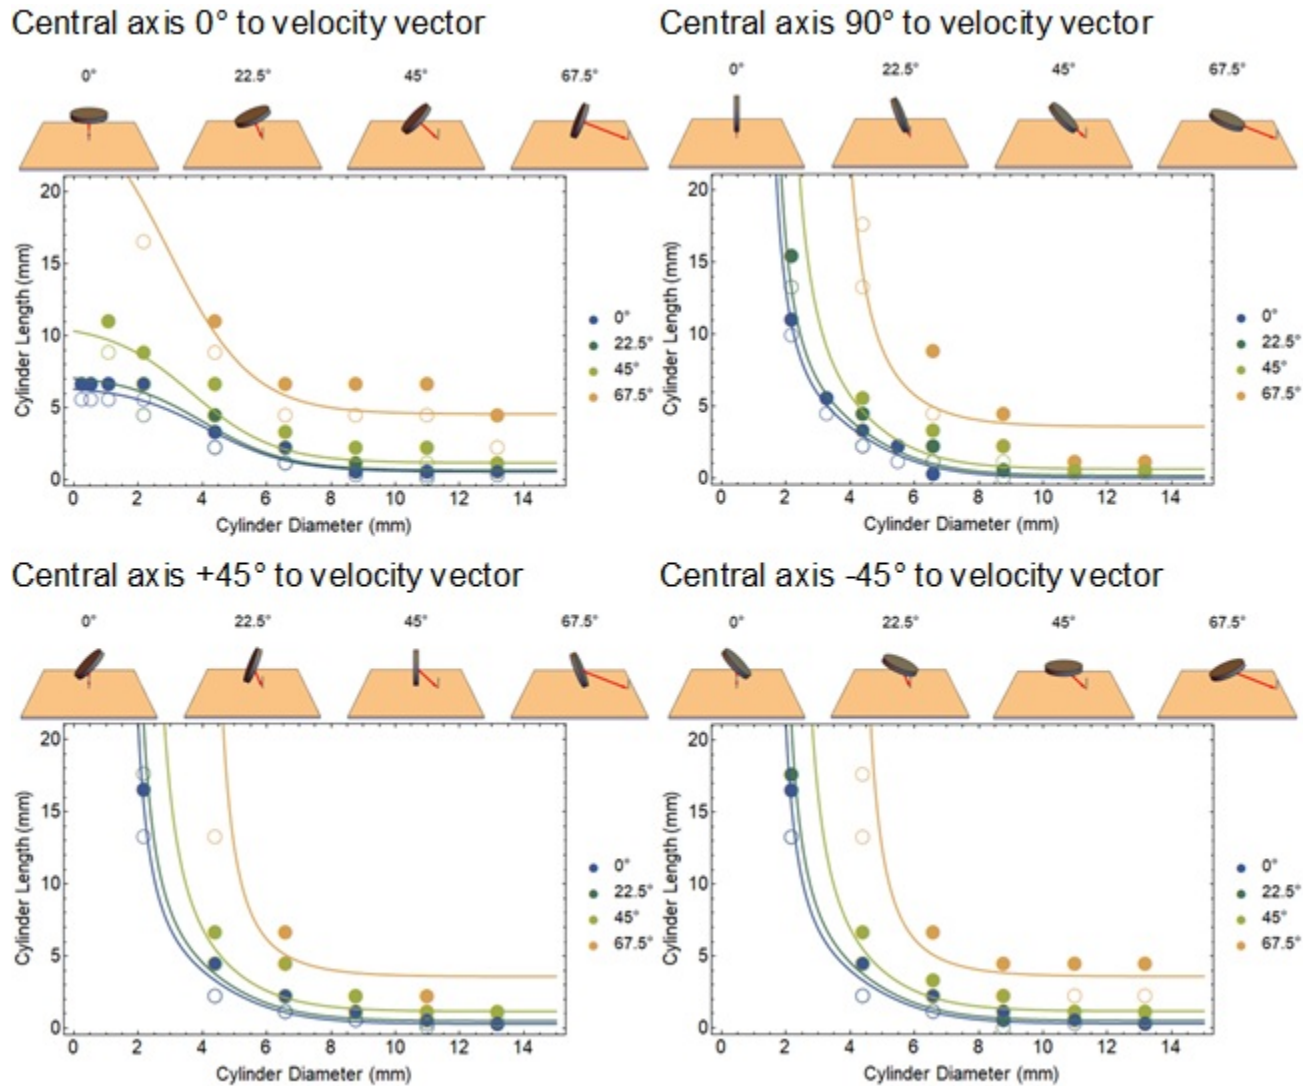 Central axis 0° to velocity vector
0° 22.5° 45° 67.5°
Cylinder Length (mm)
20
15
10
5
0
0 2 4 6 8 10 12 14
Cylinder Diameter (mm)
0°
22.5°
45°
67.5°
Central axis 90° to velocity vector
0° 22.5° 45° 67.5°
Cylinder Length (mm)
20
15
10
5
0
0 2 4 6 8 10 12 14
Cylinder Diameter (mm)
0°
22.5°
45°
67.5°
Central axis +45° to velocity vector
0° 22.5° 45° 67.5°
Cylinder Length (mm)
20
15
10
5
0
0 2 4 6 8 10 12 14
Cylinder Diameter (mm)
0°
22.5°
45°
67.5°
Central axis -45° to velocity vector
0° 22.5° 45° 67.5°
Cylinder Length (mm)
20
15
10
5
0
0 2 4 6 8 10 12 14
Cylinder Diameter (mm)
0°
22.5°
45°
67.5°